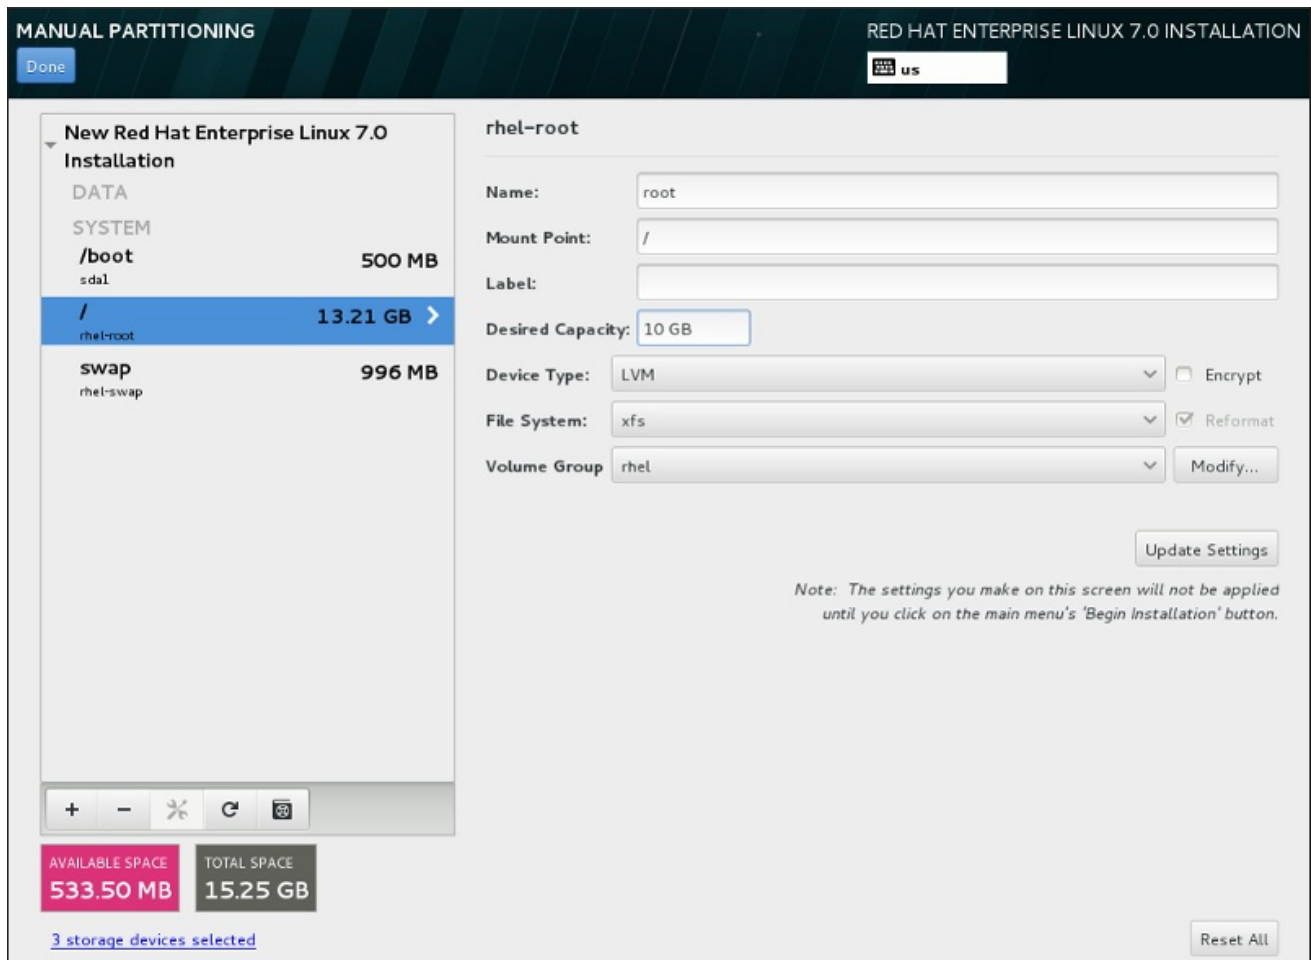 MANUAL PARTITIONING
RED HAT ENTERPRISE LINUX 7.0 INSTALLATION
Done
us
New Red Hat Enterprise Linux 7.0
Installation
DATA
SYSTEM
/boot
500 MB
sda1
/
13.21 GB
rhel-root
swap
996 MB
rhel-swap
AVAILABLE SPACE
533.50 MB
TOTAL SPACE
15.25 GB
3 storage devices selected
rhel-root
Name: root
Mount Point: /
Label:
Desired Capacity: 10 GB
Device Type: LVM Encrypt
File System: xfs Reformat
Volume Group rhel Modify...
Update Settings
Note: The settings you make on this screen will not be applied
until you click on the main menu's 'Begin Installation' button.
Reset All